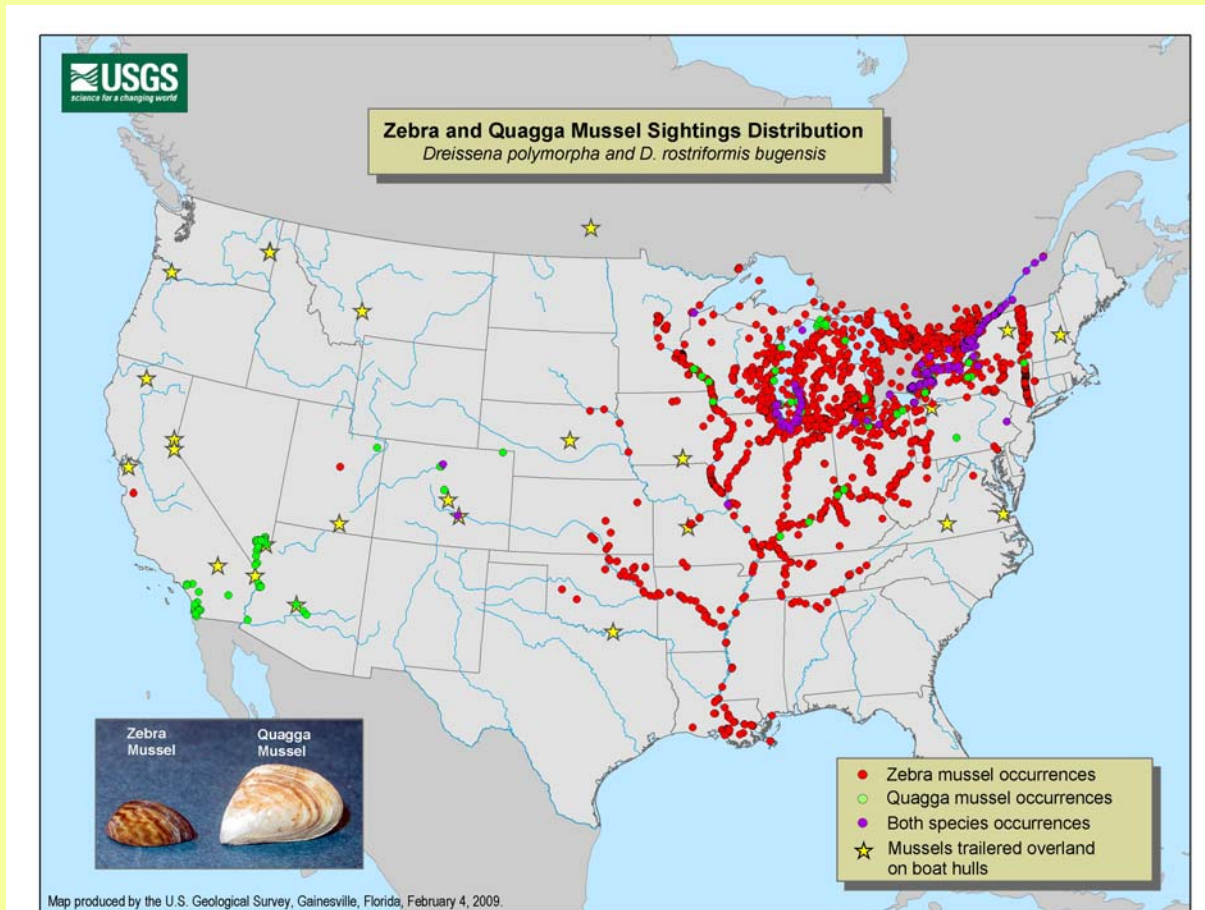 USGS
science for a changing world
Zebra and Quagga Mussel Sightings Distribution
Dreissena polymorpha and D. rostriformis bugensis
Zebra
Mussel
Quagga
Mussel
Zebra mussel occurrences
Quagga mussel occurrences
Both species occurrences
Mussels trailered overland
on boat hulls
Map produced by the U.S. Geological Survey, Gainesville, Florida, February 4, 2009.